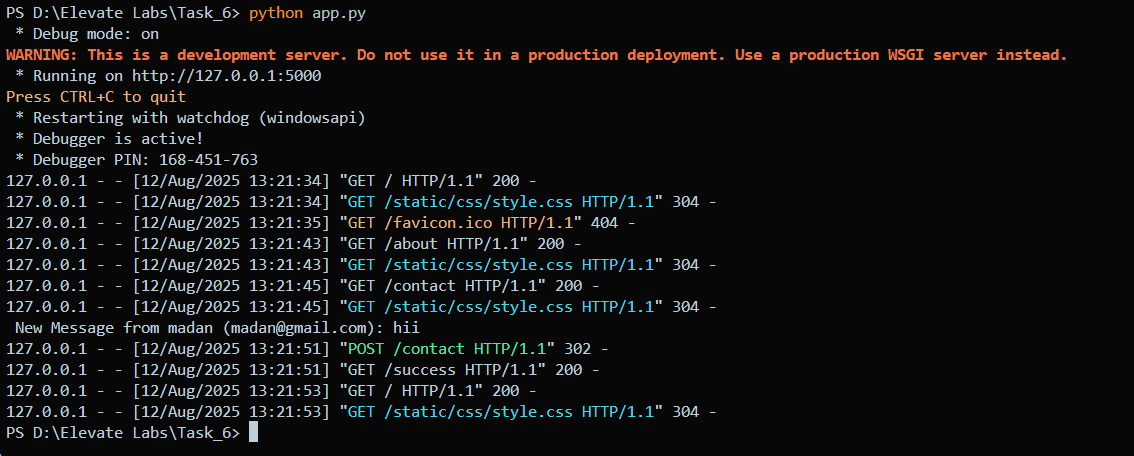 PS D:\Elevate Labs\Task_6> python app.py
 * Debug mode: on
WARNING: This is a development server. Do not use it in a production deployment. Use a production WSGI server instead.
 * Running on http://127.0.0.1:5000
Press CTRL+C to quit
 * Restarting with watchdog (windowsapi)
 * Debugger is active!
 * Debugger PIN: 168-451-763
127.0.0.1 - - [12/Aug/2025 13:21:34] "GET / HTTP/1.1" 200 -
127.0.0.1 - - [12/Aug/2025 13:21:34] "GET /static/css/style.css HTTP/1.1" 304 -
127.0.0.1 - - [12/Aug/2025 13:21:35] "GET /favicon.ico HTTP/1.1" 404 -
127.0.0.1 - - [12/Aug/2025 13:21:43] "GET /about HTTP/1.1" 200 -
127.0.0.1 - - [12/Aug/2025 13:21:43] "GET /static/css/style.css HTTP/1.1" 304 -
127.0.0.1 - - [12/Aug/2025 13:21:45] "GET /contact HTTP/1.1" 200 -
127.0.0.1 - - [12/Aug/2025 13:21:45] "GET /static/css/style.css HTTP/1.1" 304 -
 New Message from madan (madan@gmail.com): hii
127.0.0.1 - - [12/Aug/2025 13:21:51] "POST /contact HTTP/1.1" 302 -
127.0.0.1 - - [12/Aug/2025 13:21:51] "GET /success HTTP/1.1" 200 -
127.0.0.1 - - [12/Aug/2025 13:21:53] "GET / HTTP/1.1" 200 -
127.0.0.1 - - [12/Aug/2025 13:21:53] "GET /static/css/style.css HTTP/1.1" 304 -
PS D:\Elevate Labs\Task_6>